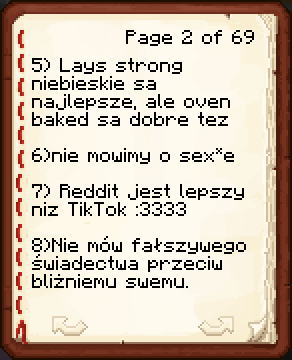 Page 2 of 69
5) Lays strong
niebieskie sa
najlepsze, ale oven
baked sa dobre tez
6)nie mowimy o sex*e
7) Reddit jest lepszy
niz TikTok :3333
8)Nie mów fałszywego
świadectwa przeciw
bliźniemu swemu.